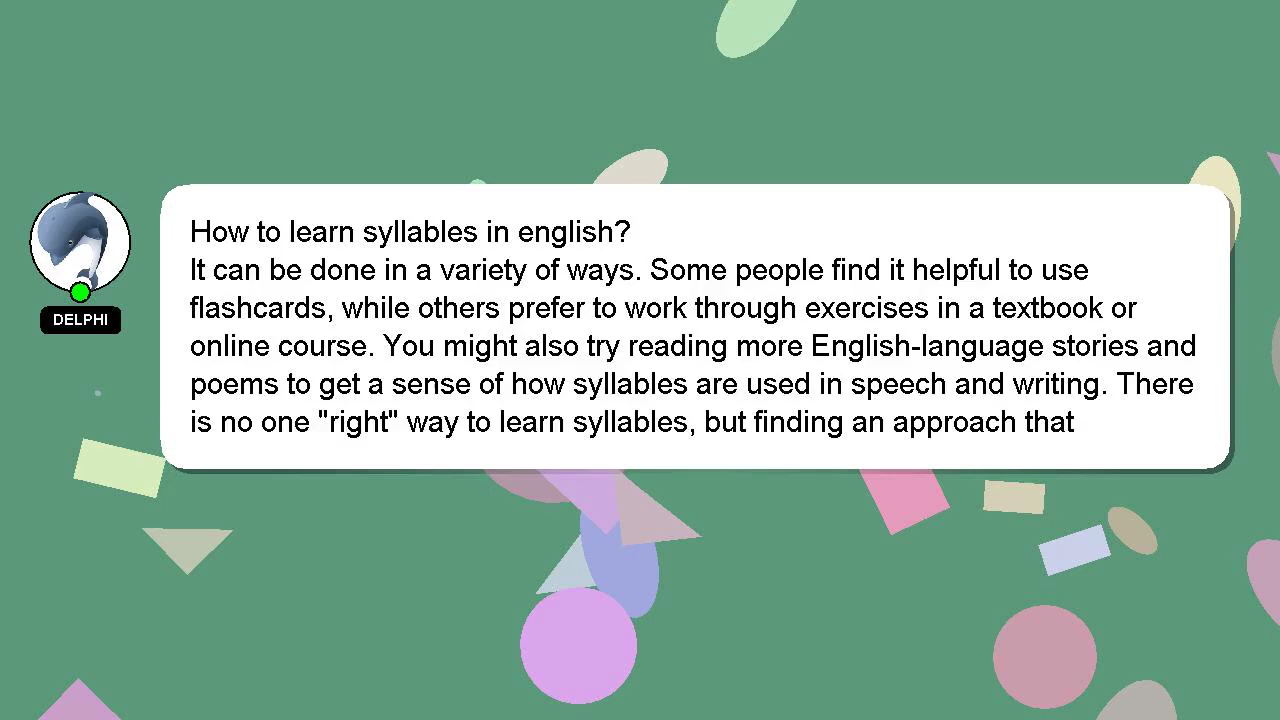 How to learn syllables in english?
It can be done in a variety of ways. Some people find it helpful to use
flashcards, while others prefer to work through exercises in a textbook or
online course. You might also try reading more English-language stories and
poems to get a sense of how syllables are used in speech and writing. There
is no one "right" way to learn syllables, but finding an approach that
DELPHI